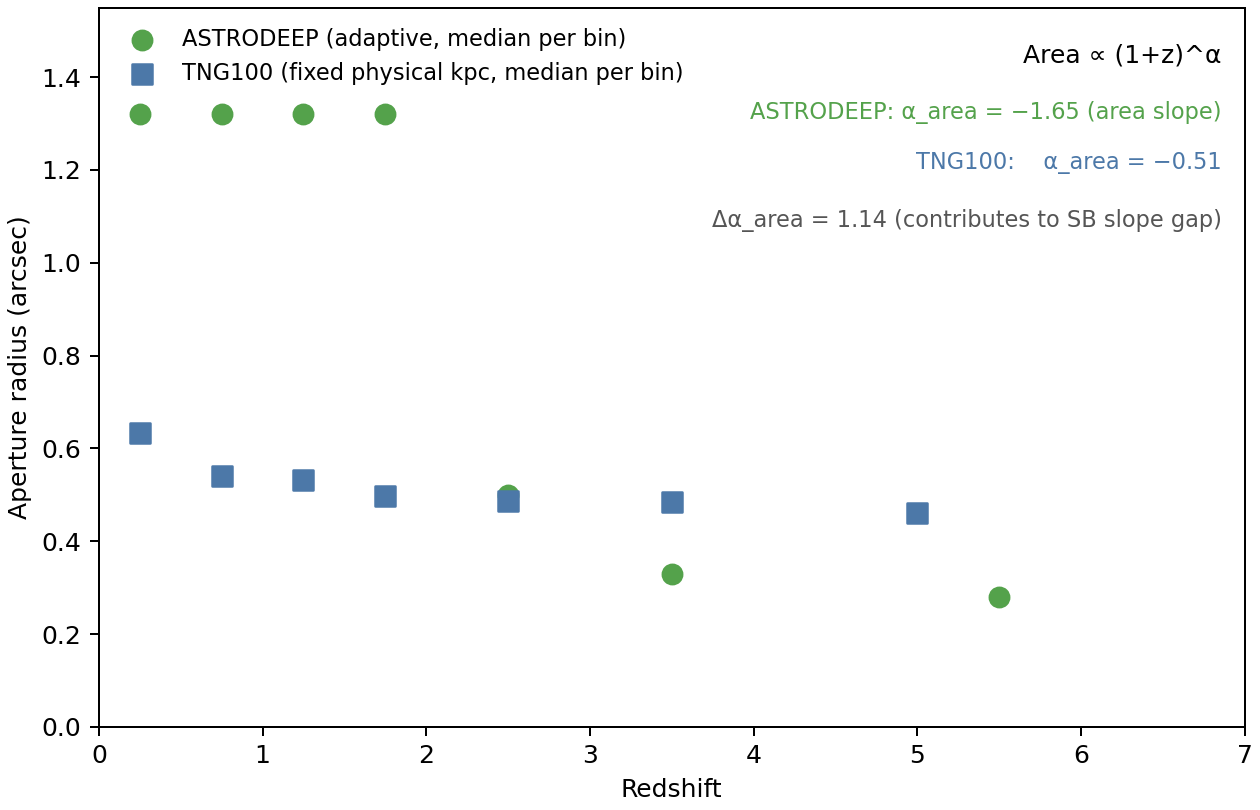 ASTRODEEP (adaptive, median per bin)
TNG100 (fixed physical kpc, median per bin)
Area ∝ (1+z)^α
ASTRODEEP: α_area = −1.65 (area slope)
TNG100: α_area = −0.51
Δα_area = 1.14 (contributes to SB slope gap)
Aperture radius (arcsec)
1.4
1.2
1.0
0.8
0.6
0.4
0.2
0.0
0 1 2 3 4 5 6 7
Redshift